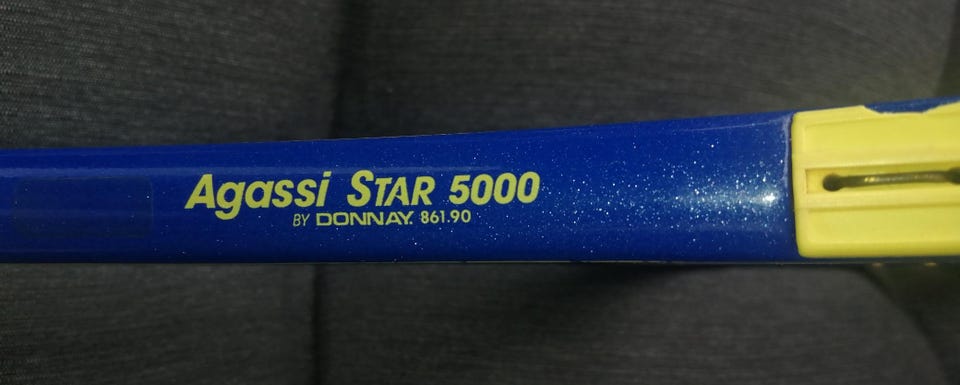 Agassi STAR 5000
BY DONNAY. 861.90